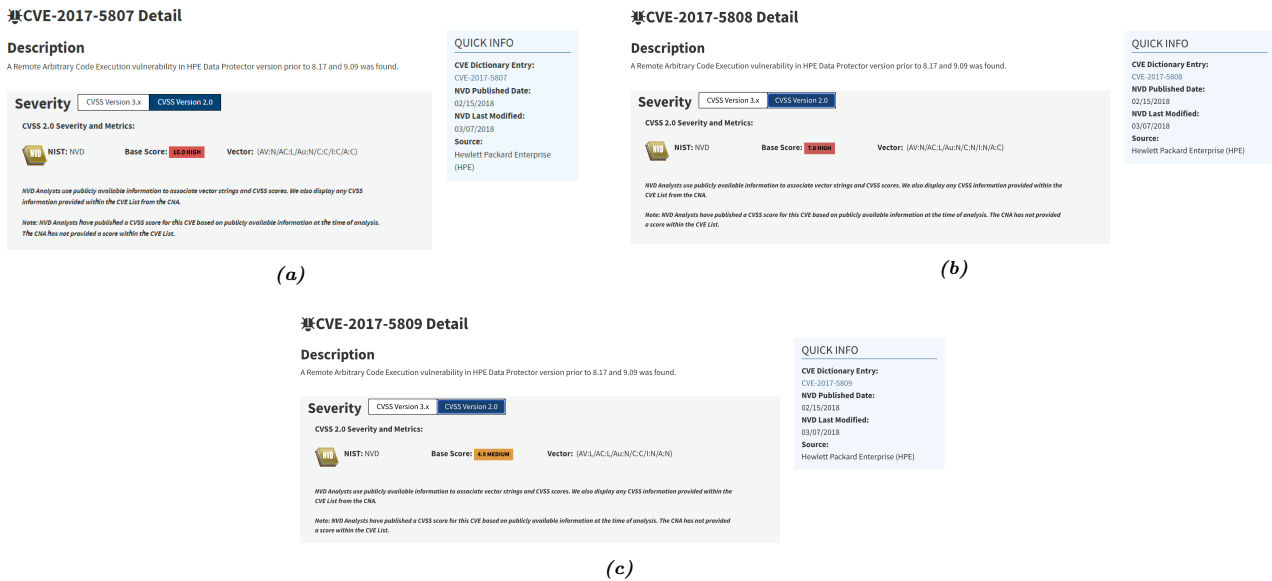 CVE-2017-5807 Detail
Description
A Remote Arbitrary Code Execution vulnerability in HPE Data Protector version prior to 8.17 and 9.09 was found.
Severity CVSS Version 3.x CVSS Version 2.0
CVSS 2.0 Severity and Metrics:
NVD NIST: NVD Base Score: 10.0 HIGH Vector: (AV:N/AC:L/Au:N/C:C/I:C/A:C)
NVD Analysts use publicly available information to associate vector strings and CVSS scores. We also display any CVSS
information provided within the CVE List from the CNA.
Note: NVD Analysts have published a CVSS score for this CVE based on publicly available information at the time of analysis.
The CNA has not provided a score within the CVE List.
QUICK INFO
CVE Dictionary Entry:
CVE-2017-5807
NVD Published Date:
02/15/2018
NVD Last Modified:
03/07/2018
Source:
Hewlett Packard Enterprise
(HPE)
(a)
CVE-2017-5808 Detail
Description
A Remote Arbitrary Code Execution vulnerability in HPE Data Protector version prior to 8.17 and 9.09 was found.
Severity CVSS Version 3.x CVSS Version 2.0
CVSS 2.0 Severity and Metrics:
NVD NIST: NVD Base Score: 7.8 HIGH Vector: (AV:N/AC:L/Au:N/C:N/I:N/A:C)
NVD Analysts use publicly available information to associate vector strings and CVSS scores. We also display any CVSS information provided within the
CVE List from the CNA.
Note: NVD Analysts have published a CVSS score for this CVE based on publicly available information at the time of analysis. The CNA has not provided
a score within the CVE List.
QUICK INFO
CVE Dictionary Entry:
CVE-2017-5808
NVD Published Date:
02/15/2018
NVD Last Modified:
03/07/2018
Source:
Hewlett Packard Enterprise (HPE)
(b)
CVE-2017-5809 Detail
Description
A Remote Arbitrary Code Execution vulnerability in HPE Data Protector version prior to 8.17 and 9.09 was found.
Severity CVSS Version 3.x CVSS Version 2.0
CVSS 2.0 Severity and Metrics:
NVD NIST: NVD Base Score: 4.9 MEDIUM Vector: (AV:L/AC:L/Au:N/C:C/I:N/A:N)
NVD Analysts use publicly available information to associate vector strings and CVSS scores. We also display any CVSS information provided within the
CVE List from the CNA.
Note: NVD Analysts have published a CVSS score for this CVE based on publicly available information at the time of analysis. The CNA has not provided
a score within the CVE List.
QUICK INFO
CVE Dictionary Entry:
CVE-2017-5809
NVD Published Date:
02/15/2018
NVD Last Modified:
03/07/2018
Source:
Hewlett Packard Enterprise (HPE)
(c)